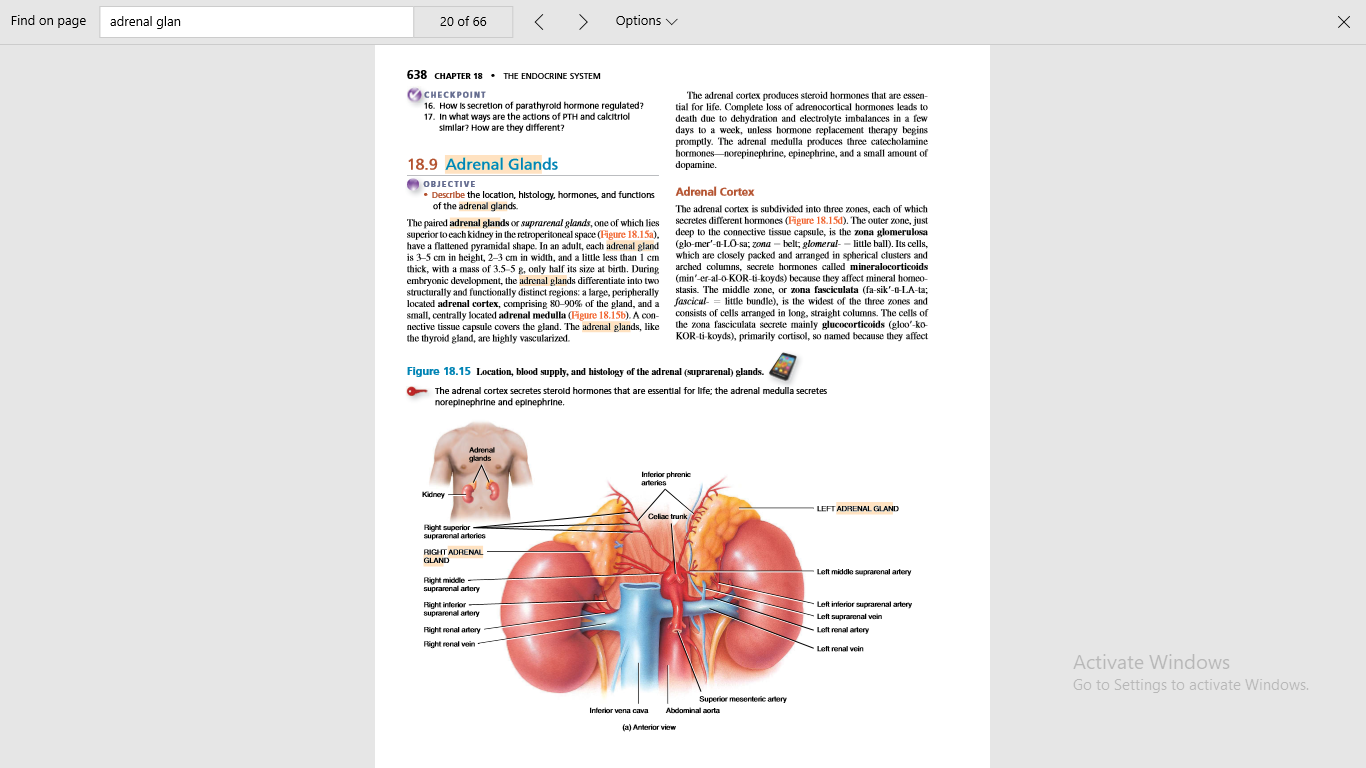 Find on page
adrenal glan
20 of 66
Options
638 CHAPTER 18 • THE ENDOCRINE SYSTEM
CHECKPOINT
16. How is secretion of parathyroid hormone regulated?
17. In what ways are the actions of PTH and calcitriol
similar? How are they different?
18.9 Adrenal Glands
OBJECTIVE
• Describe the location, histology, hormones, and functions
of the adrenal glands.
The paired adrenal glands or suprarenal glands, one of which lies
superior to each kidney in the retroperitoneal space (Figure 18.15a),
have a flattened pyramidal shape. In an adult, each adrenal gland
is 3–5 cm in height, 2–3 cm in width, and a little less than 1 cm
thick, with a mass of 3.5–5 g, only half its size at birth. During
embryonic development, the adrenal glands differentiate into two
structurally and functionally distinct regions: a large, peripherally
located adrenal cortex, comprising 80–90% of the gland, and a
small, centrally located adrenal medulla (Figure 18.15b). A con-
nective tissue capsule covers the gland. The adrenal glands, like
the thyroid gland, are highly vascularized.
The adrenal cortex produces steroid hormones that are essen-
tial for life. Complete loss of adrenocortical hormones leads to
death due to dehydration and electrolyte imbalances in a few
days to a week, unless hormone replacement therapy begins
promptly. The adrenal medulla produces three catecholamine
hormones—norepinephrine, epinephrine, and a small amount of
dopamine.
Adrenal Cortex
The adrenal cortex is subdivided into three zones, each of which
secretes different hormones (Figure 18.15d). The outer zone, just
deep to the connective tissue capsule, is the zona glomerulosa
(glo-mer′-ū-LŌ-sa; zona = belt; glomerul- = little ball). Its cells,
which are closely packed and arranged in spherical clusters and
arched columns, secrete hormones called mineralocorticoids
(min′-er-al-ō-KOR-ti-koyds) because they affect mineral homeo-
stasis. The middle zone, or zona fasciculata (fa-sik′-ū-LA-ta;
fascicul- = little bundle), is the widest of the three zones and
consists of cells arranged in long, straight columns. The cells of
the zona fasciculata secrete mainly glucocorticoids (gloo′-kō-
KOR-ti-koyds), primarily cortisol, so named because they affect
Figure 18.15 Location, blood supply, and histology of the adrenal (suprarenal) glands.
The adrenal cortex secretes steroid hormones that are essential for life; the adrenal medulla secretes
norepinephrine and epinephrine.
Adrenal
glands
Kidney
Right superior
suprarenal arteries
RIGHT ADRENAL
GLAND
Right middle
suprarenal artery
Right inferior
suprarenal artery
Right renal artery
Right renal vein
Inferior phrenic
arteries
Celiac trunk
LEFT ADRENAL GLAND
Left middle suprarenal artery
Left inferior suprarenal artery
Left suprarenal vein
Left renal artery
Left renal vein
Superior mesenteric artery
Inferior vena cava
Abdominal aorta
(a) Anterior view
Activate Windows
Go to Settings to activate Windows.